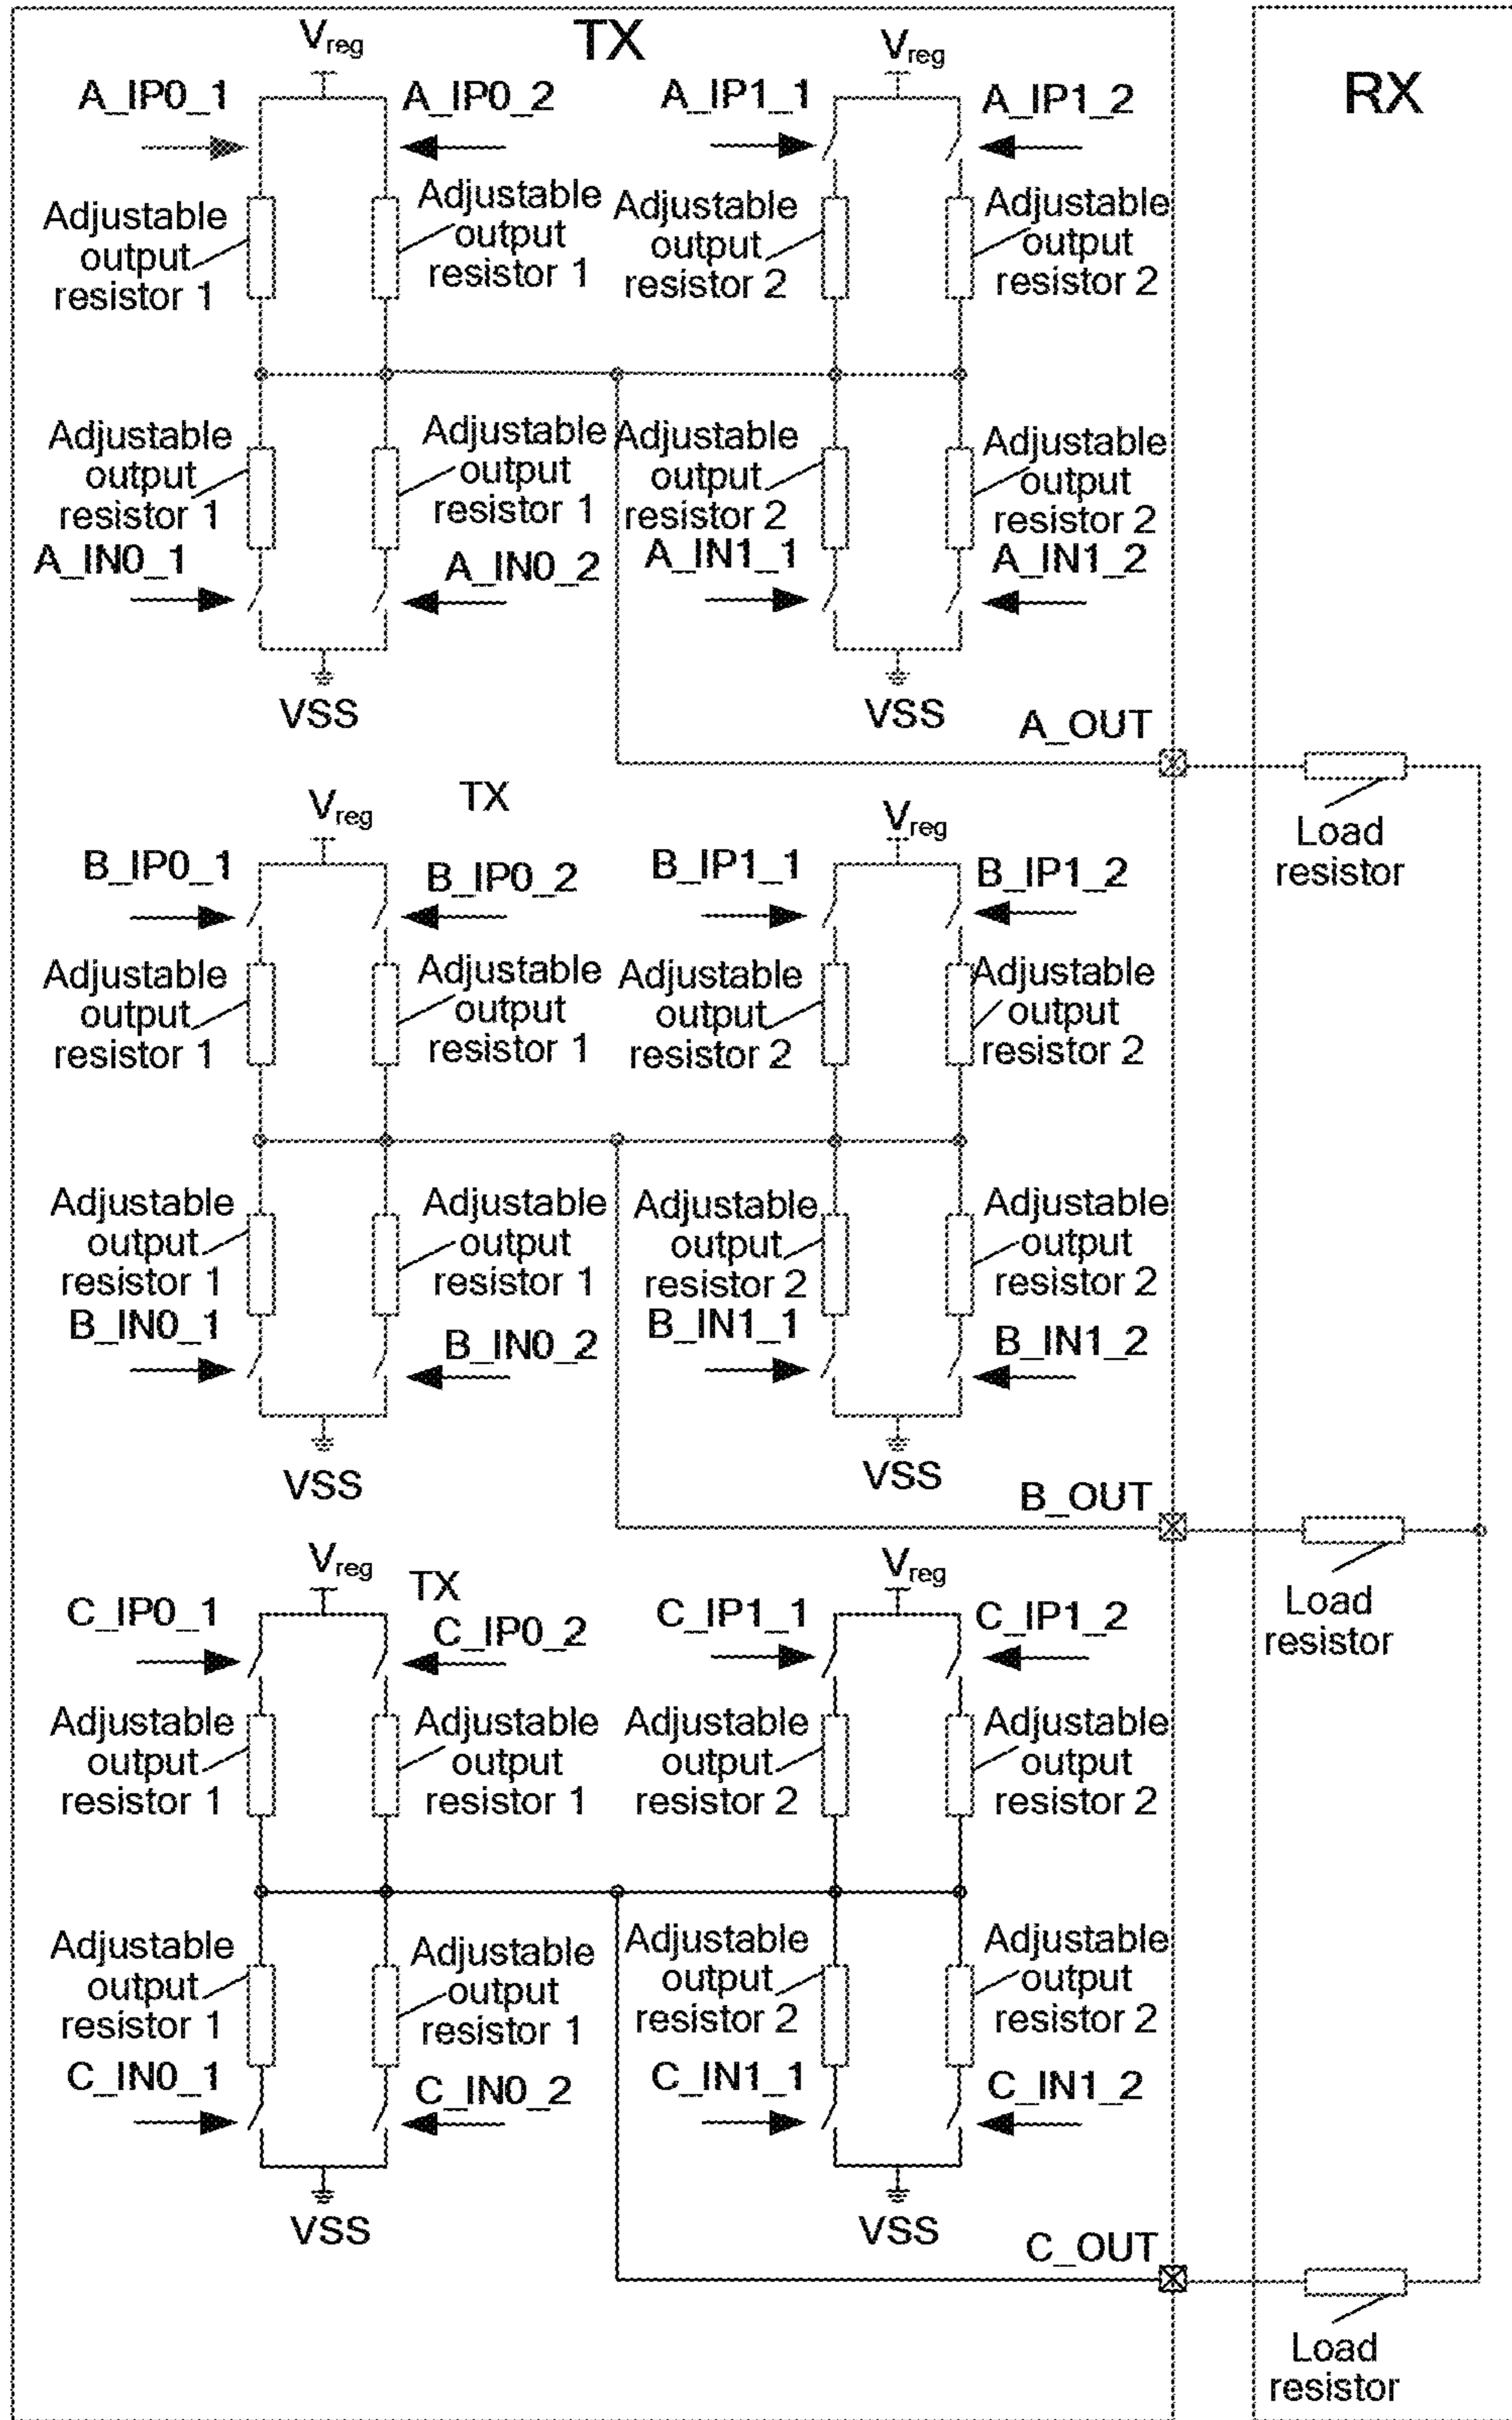 TX
RX
Vreg
Vreg
A_IP0_1
A_IP0_2
A_IP1_1
A_IP1_2
Adjustable
output
resistor 1
Adjustable
output
resistor 1
Adjustable
output
resistor 2
Adjustable
output
resistor 2
Adjustable
output
resistor 1
Adjustable
output
resistor 1
Adjustable
output
resistor 2
Adjustable
output
resistor 2
A_IN0_1
A_IN0_2
A_IN1_1
A_IN1_2
VSS
VSS
A_OUT
Load
resistor
TX
Vreg
Vreg
B_IP0_1
B_IP0_2
B_IP1_1
B_IP1_2
Adjustable
output
resistor 1
Adjustable
output
resistor 1
Adjustable
output
resistor 2
Adjustable
output
resistor 2
Adjustable
output
resistor 1
Adjustable
output
resistor 1
Adjustable
output
resistor 2
Adjustable
output
resistor 2
B_IN0_1
B_IN0_2
B_IN1_1
B_IN1_2
VSS
VSS
B_OUT
Load
resistor
Vreg
TX
Vreg
C_IP0_1
C_IP0_2
C_IP1_1
C_IP1_2
Adjustable
output
resistor 1
Adjustable
output
resistor 1
Adjustable
output
resistor 2
Adjustable
output
resistor 2
Adjustable
output
resistor 1
Adjustable
output
resistor 1
Adjustable
output
resistor 2
Adjustable
output
resistor 2
C_IN0_1
C_IN0_2
C_IN1_1
C_IN1_2
VSS
VSS
C_OUT
Load
resistor